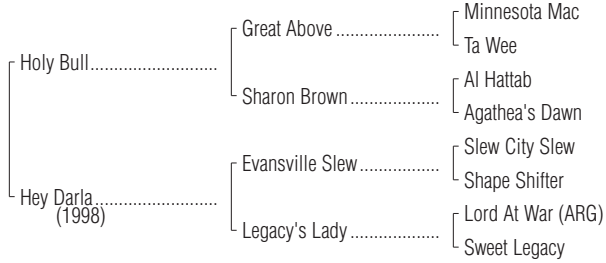 Minnesota Mac
Great Above ....................
Ta Wee
Holy Bull.........................
Al Hattab
Sharon Brown..................
Agathea's Dawn
Slew City Slew
Evansville Slew................
Shape Shifter
Hey Darla........................
(1998)
Lord At War (ARG)
Legacy's Lady ..................
Sweet Legacy